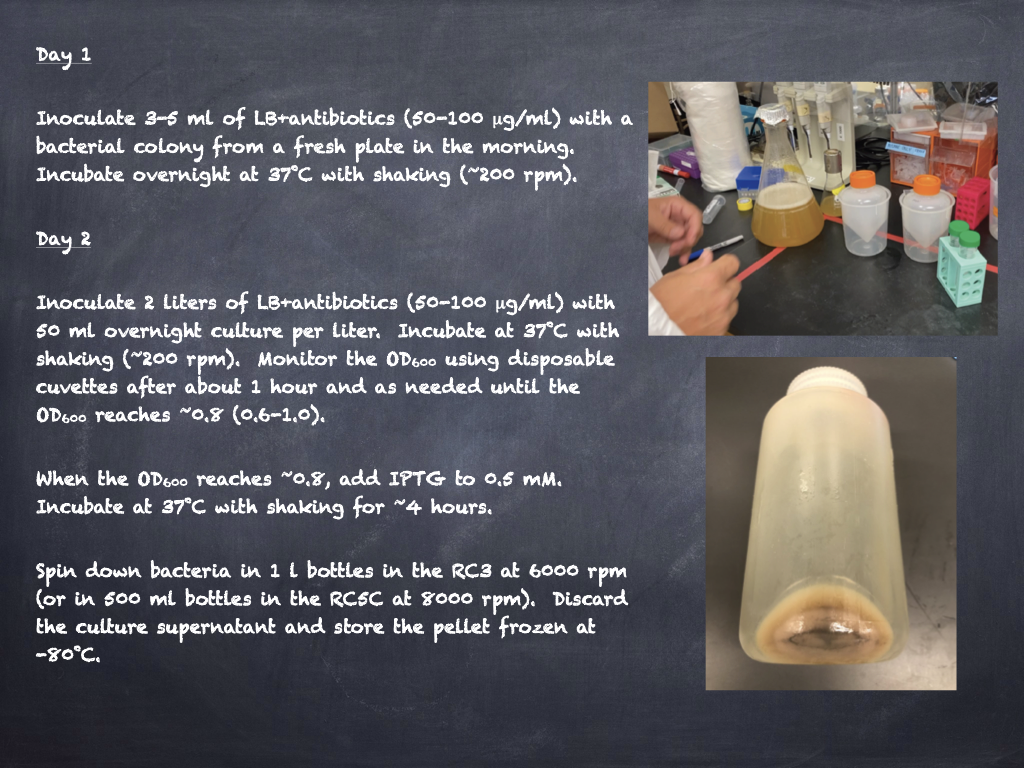 Day 1
Inoculate 3-5 ml of LB+antibiotics (50-100 µg/ml) with a
bacterial colony from a fresh plate in the morning.
Incubate overnight at 37°C with shaking (~200 rpm).
Day 2
Inoculate 2 liters of LB+antibiotics (50-100 µg/ml) with
50 ml overnight culture per liter. Incubate at 37°C with
shaking (~200 rpm). Monitor the OD₆₀₀ using disposable
cuvettes after about 1 hour and as needed until the
OD₆₀₀ reaches ~0.8 (0.6-1.0).
When the OD₆₀₀ reaches ~0.8, add IPTG to 0.5 mM.
Incubate at 37°C with shaking for ~4 hours.
Spin down bacteria in 1 l bottles in the RC3 at 6000 rpm
(or in 500 ml bottles in the RC5C at 8000 rpm). Discard
the culture supernatant and store the pellet frozen at
-80°C.